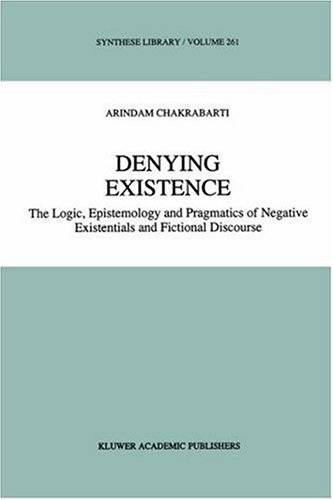 SYNTHESE LIBRARY / VOLUME 261
ARINDAM CHAKRABARTI
DENYING
EXISTENCE
The Logic, Epistemology and Pragmatics of Negative
Existentials and Fictional Discourse
KLUWER ACADEMIC PUBLISHERS